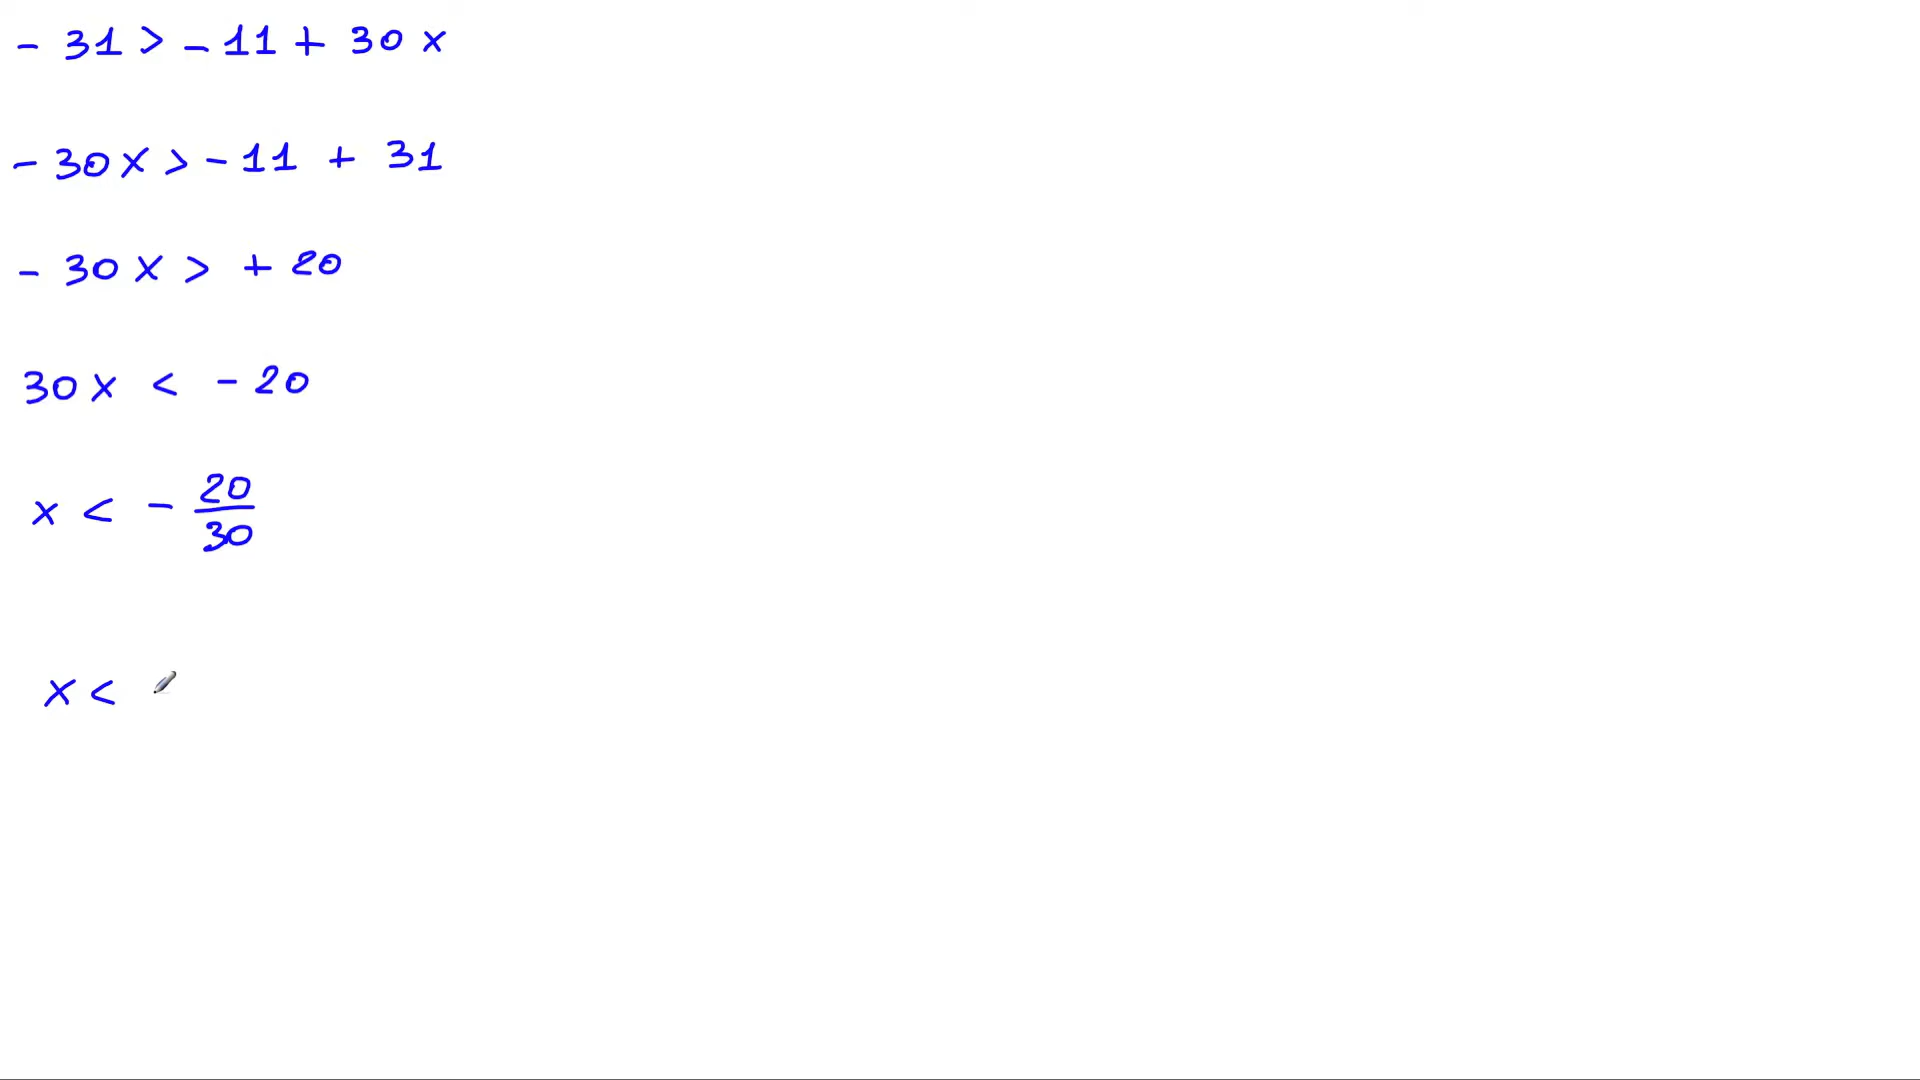 - 31 > - 11 + 30 x
- 30 x > - 11 + 31
- 30 x > + 20
30 x < - 20
x < - 20/30
x <